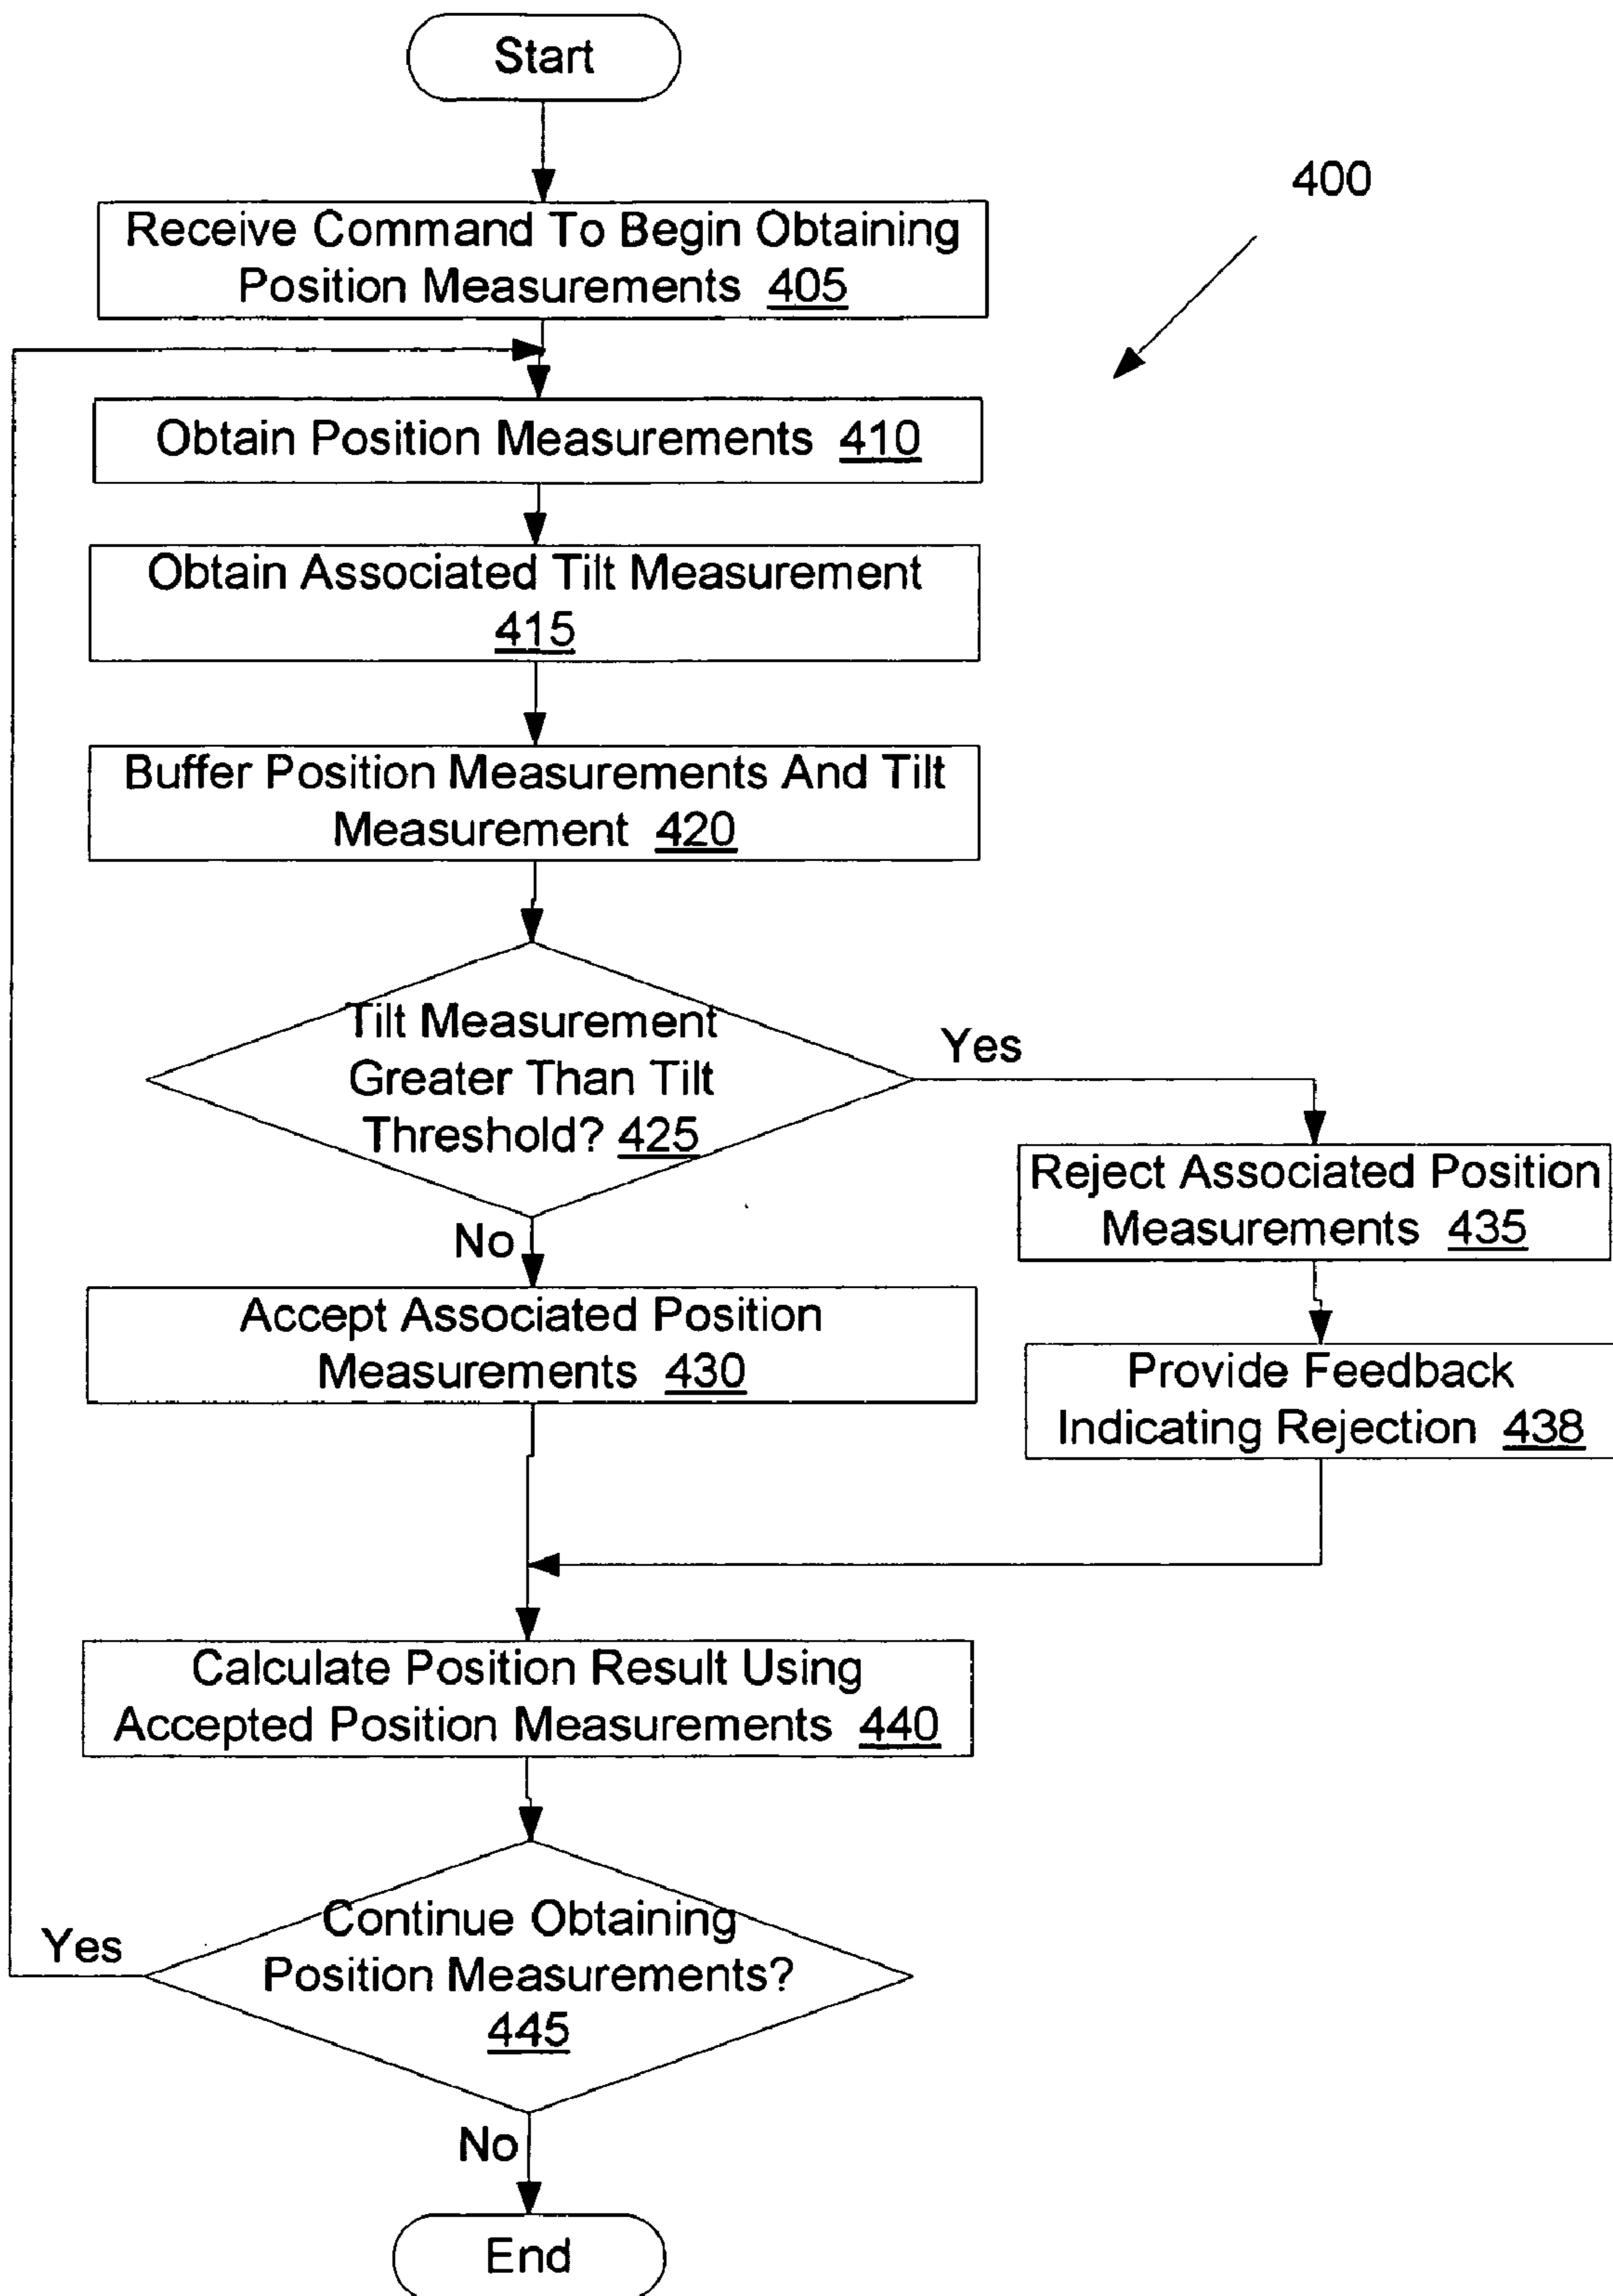 Start
400
Receive Command To Begin Obtaining
Position Measurements 405
Obtain Position Measurements 410
Obtain Associated Tilt Measurement
415
Buffer Position Measurements And Tilt
Measurement 420
Tilt Measurement
Greater Than Tilt
Threshold? 425
Yes
No
Reject Associated Position
Measurements 435
Accept Associated Position
Measurements 430
Provide Feedback
Indicating Rejection 438
Calculate Position Result Using
Accepted Position Measurements 440
Continue Obtaining
Position Measurements?
445
Yes
No
End